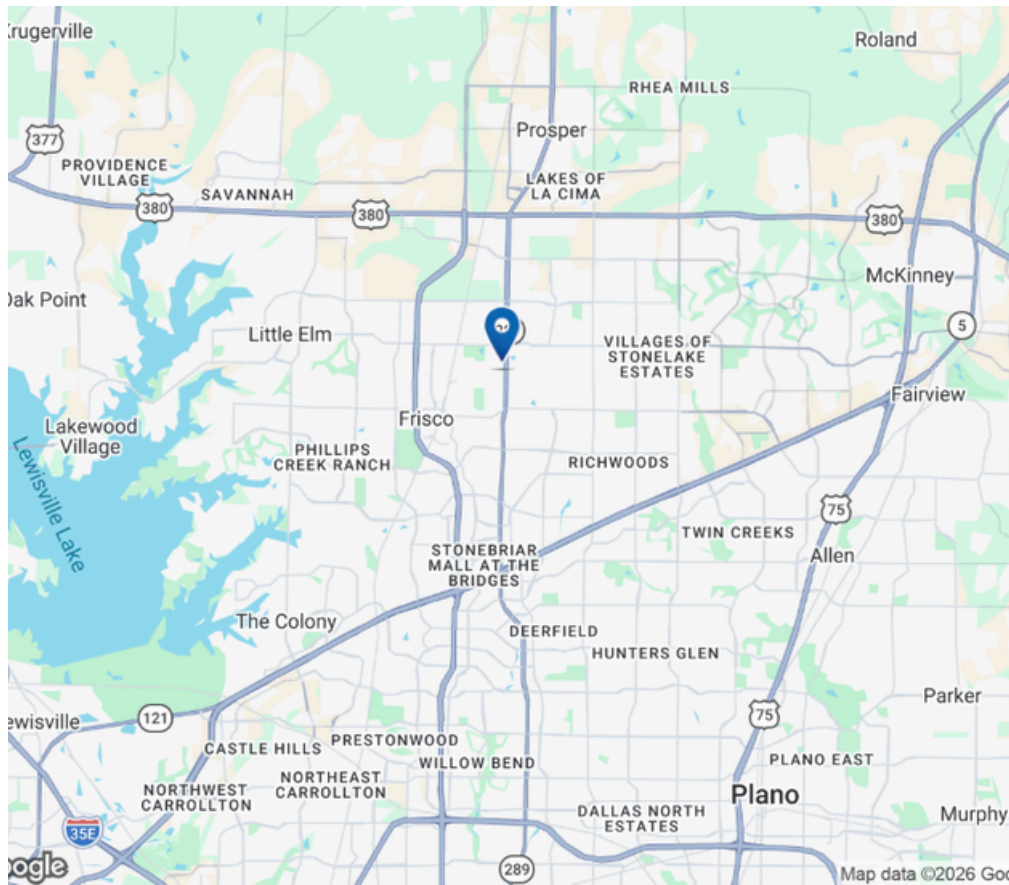 Krugerville
Roland
RHEA MILLS
377
Prosper
PROVIDENCE
VILLAGE
SAVANNAH
LAKES OF
LA CIMA
380
380
380
McKinney
Oak Point
Little Elm
5
VILLAGES OF
STONELAKE
ESTATES
Fairview
Lakewood
Village
Frisco
Lewisville Lake
PHILLIPS
CREEK RANCH
RICHWOODS
75
TWIN CREEKS
STONEBRIAR
MALL AT THE
BRIDGES
Allen
The Colony
DEERFIELD
HUNTERS GLEN
Parker
ewisville
121
75
CASTLE HILLS
PRESTONWOOD
WILLOW BEND
PLANO EAST
NORTHWEST
CARROLLTON
NORTHEAST
CARROLLTON
Plano
DALLAS NORTH
ESTATES
Murphy
35E
oogle
289
Map data ©2026 Goo